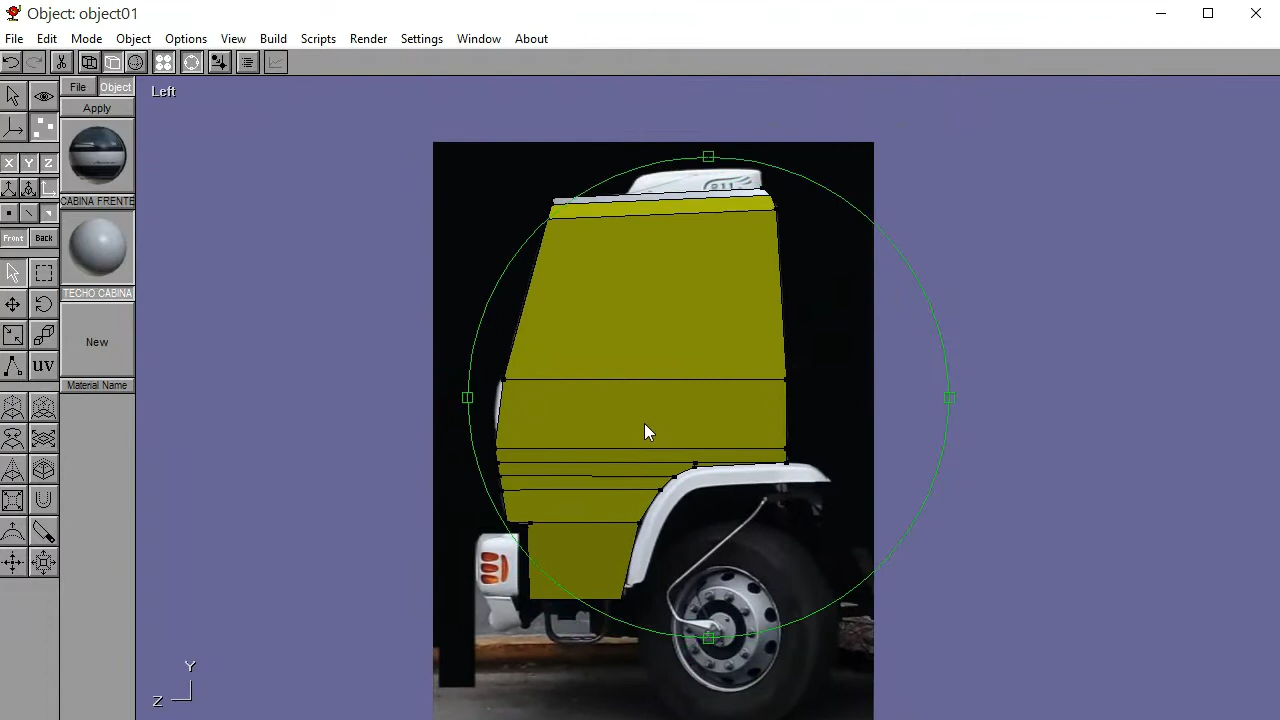 Object: object01
File Edit Mode Object Options View Build Scripts Render Settings Window About
File Object
Apply
Left
X Y Z
CABINA FRENTE
Front Back
TECHO CABINA
New
uv
Material Name
Y
Z